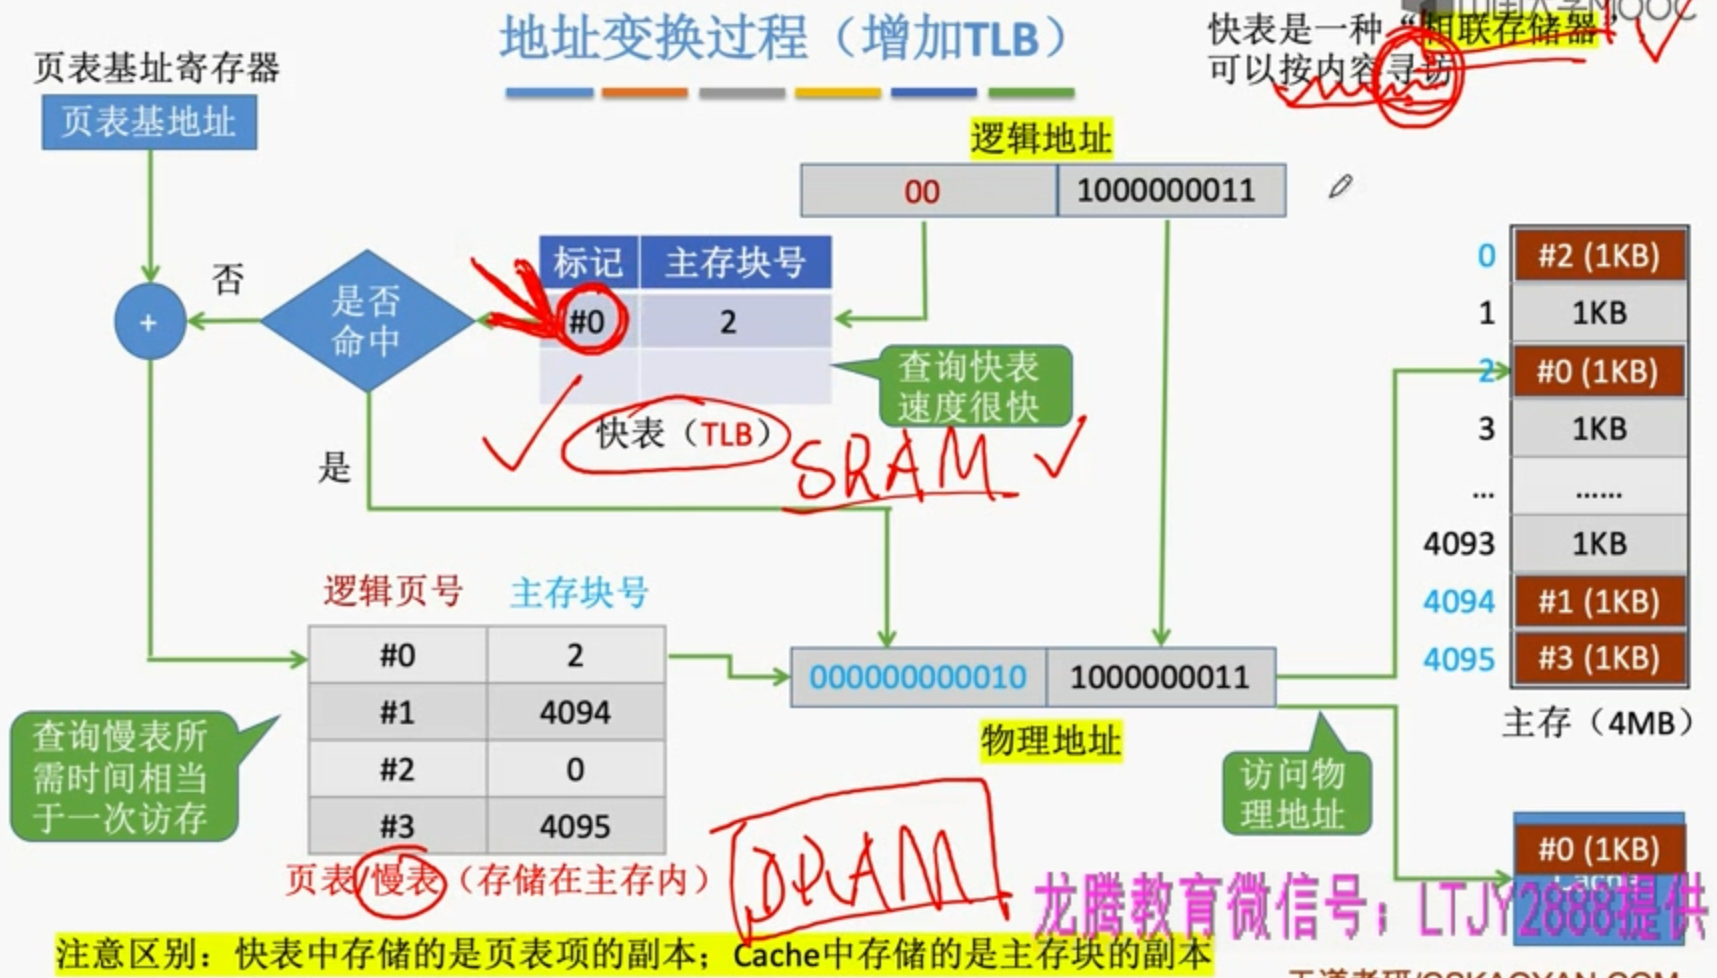 中国大学MOOC
地址变换过程（增加TLB）
快表是一种“相联存储器”，
可以按内容寻访
页表基址寄存器
页表基地址
逻辑地址
00 1000000011
标记 主存块号
#0 2
是否
命中
否
是
+
查询快表
速度很快
快表（TLB）
SRAM
0 #2 (1KB)
1 1KB
2 #0 (1KB)
3 1KB
... ......
4093 1KB
4094 #1 (1KB)
4095 #3 (1KB)
主存（4MB）
逻辑页号 主存块号
#0 2
#1 4094
#2 0
#3 4095
页表/慢表（存储在主存内）
查询慢表所
需时间相当
于一次访存
000000000010 1000000011
物理地址
访问物
理地址
DRAM
#0 (1KB)
Cache
龙腾教育微信号；LTJY2888提供
注意区别：快表中存储的是页表项的副本；Cache中存储的是主存块的副本
王道考研/CSKAOYAN.COM